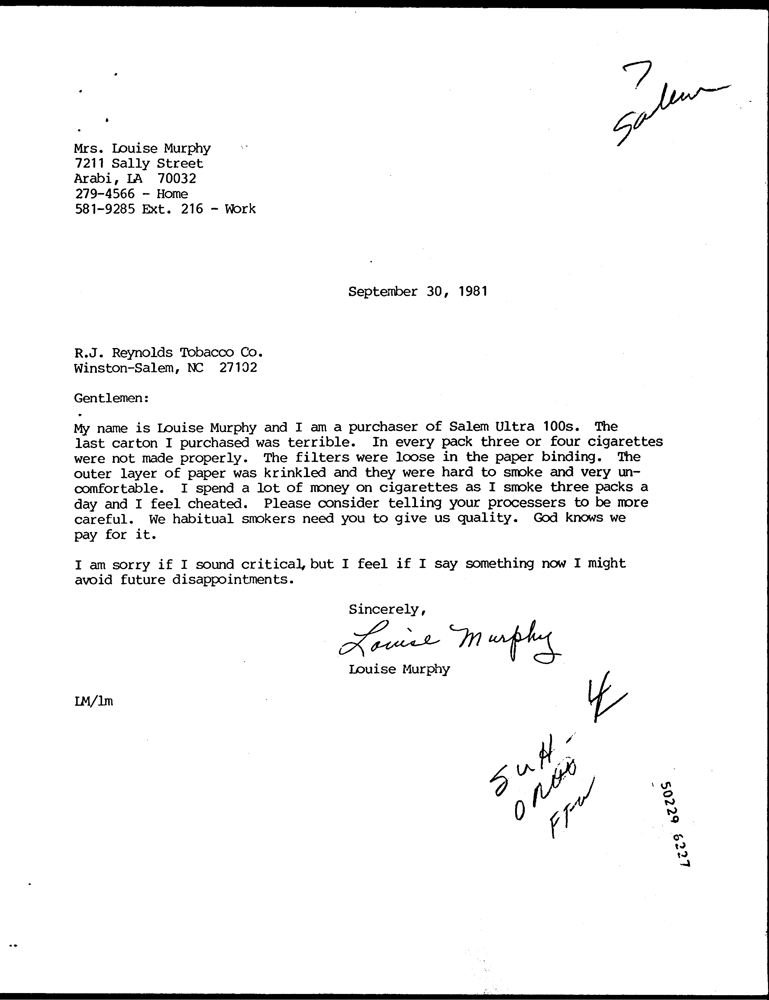 7
Salem
Mrs. Louise Murphy
7211 Sally Street
Arabi, LA 70032
279-4566 - Home
581-9285 Ext. 216 - Work
September 30, 1981
R.J. Reynolds Tobacco Co.
Winston-Salem, NC 27102
Gentlemen:
My name is Louise Murphy and I am a purchaser of Salem Ultra 100s. The
last carton I purchased was terrible. In every pack three or four cigarettes
were not made properly. The filters were loose in the paper binding. The
outer layer of paper was krinkled and they were hard to smoke and very un-
comfortable. I spend a lot of money on cigarettes as I smoke three packs a
day and I feel cheated. Please consider telling your processers to be more
careful. We habitual smokers need you to give us quality. God knows we
pay for it.
I am sorry if I sound critical, but I feel if I say something now I might
avoid future disappointments.
Sincerely,
Louise Murphy
Louise Murphy
LM/lm
50229 6227